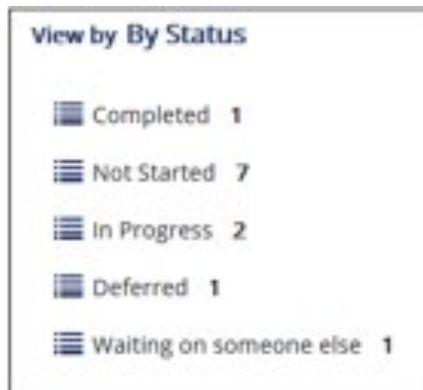 View by By Status
Completed 1
Not Started 7
In Progress 2
Deferred 1
Waiting on someone else 1